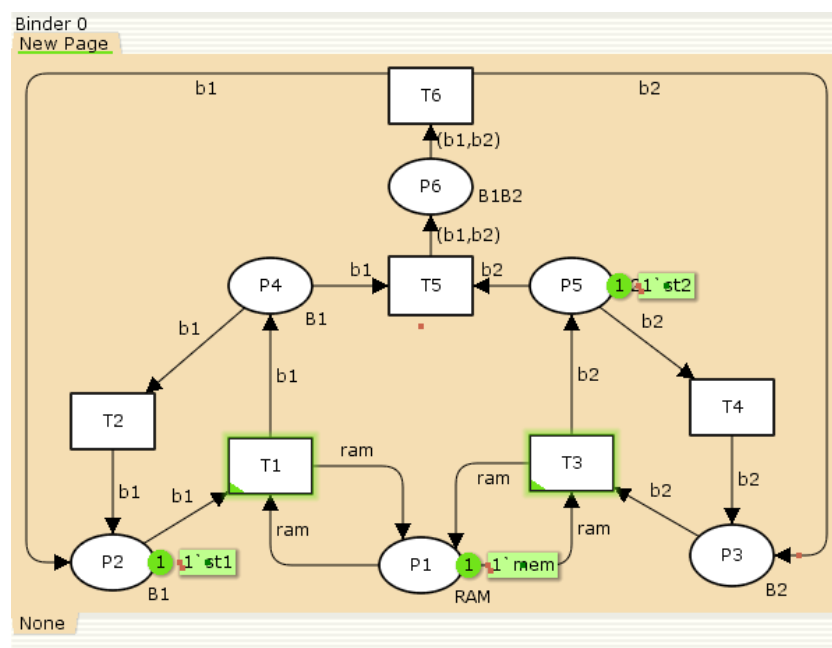 Binder 0
New Page
b1
T6
b2
(b1,b2)
P6
B1B2
(b1,b2)
P4
b1
T5
b2
P5
1
1`st2
B1
b1
b2
b1
b2
T2
T4
T1
ram
T3
ram
b1
b1
b2
b2
ram
ram
P2
1
1`st1
B1
P1
1
1`mem
RAM
P3
B2
None